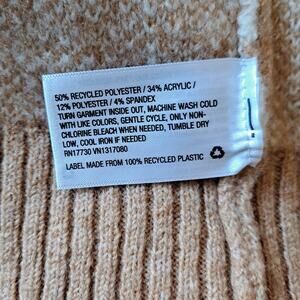 50% RECYCLED POLYESTER / 34% ACRYLIC /
12% POLYESTER / 4% SPANDEX
TURN GARMENT INSIDE OUT, MACHINE WASH COLD
WITH LIKE COLORS, GENTLE CYCLE, ONLY NON-
CHLORINE BLEACH WHEN NEEDED, TUMBLE DRY
LOW, COOL IRON IF NEEDED
RN17730 VN1317080
LABEL MADE FROM 100% RECYCLED PLASTIC